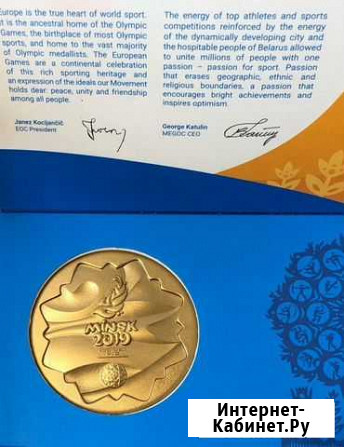 Europe is the true heart of world sport.
It is the ancestral home of the Olympic
Games, the birthplace of most Olympic
sports, and home to the vast majority
of Olympic medallists. The European
Games are a continental celebration
of this rich sporting heritage and
an expression of the ideals our Movement
holds dear: peace, unity and friendship
among all people.
Janez Kocijančič
EOC President
The energy of top athletes and sports
competitions reinforced by the energy
of the dynamically developing city and
the hospitable people of Belarus allowed
to unite millions of people with one
passion – passion for sport. Passion
that erases geographic, ethnic and
religious boundaries, a passion that
encourages bright achievements and
inspires optimism.
George Katulin
MEGOC CEO
MINSK
2019
Интернет-
Кабинет.Ру